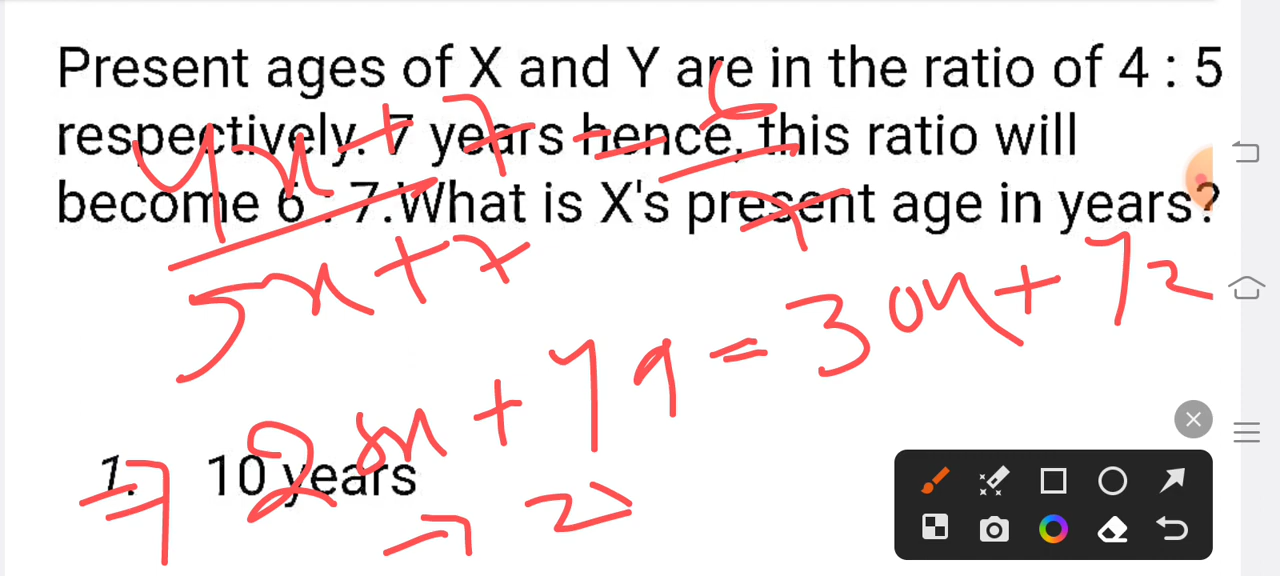 Present ages of X and Y are in the ratio of 4 : 5
respectively. 7 years hence, this ratio will
become 6 : 7.What is X's present age in years?
4x+7 = 6
5x+7 7
28x + 49 = 30x + 42
1. 10 years
⇒ 2x